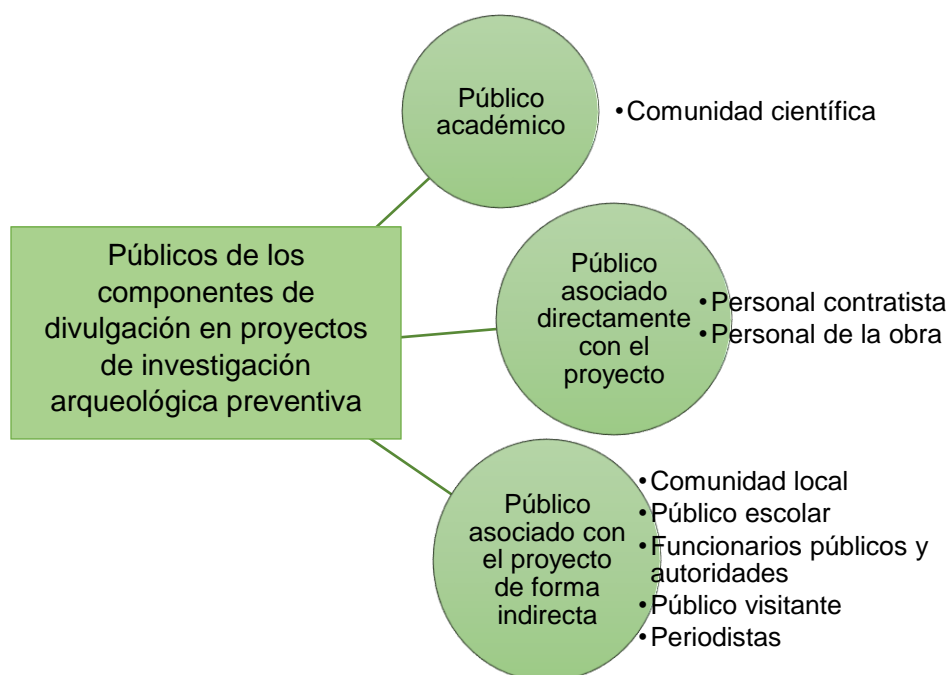 Público
académico
•Comunidad científica
Públicos de los
componentes de
divulgación en proyectos
de investigación
arqueológica preventiva
Público
asociado
directamente
con el
proyecto
•Personal contratista
•Personal de la obra
Público
asociado con
el proyecto
de forma
indirecta
•Comunidad local
•Público escolar
•Funcionarios públicos y
autoridades
•Público visitante
•Periodistas